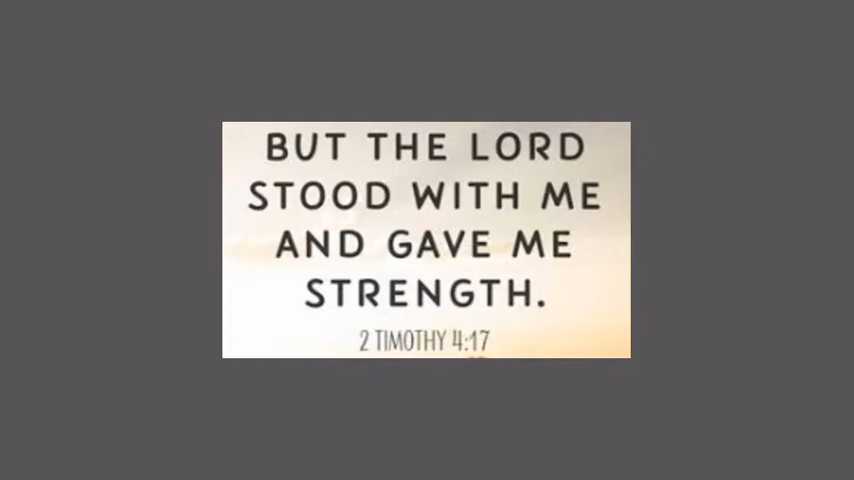 BUT THE LORD
STOOD WITH ME
AND GAVE ME
STRENGTH.
2 TIMOTHY 4:17